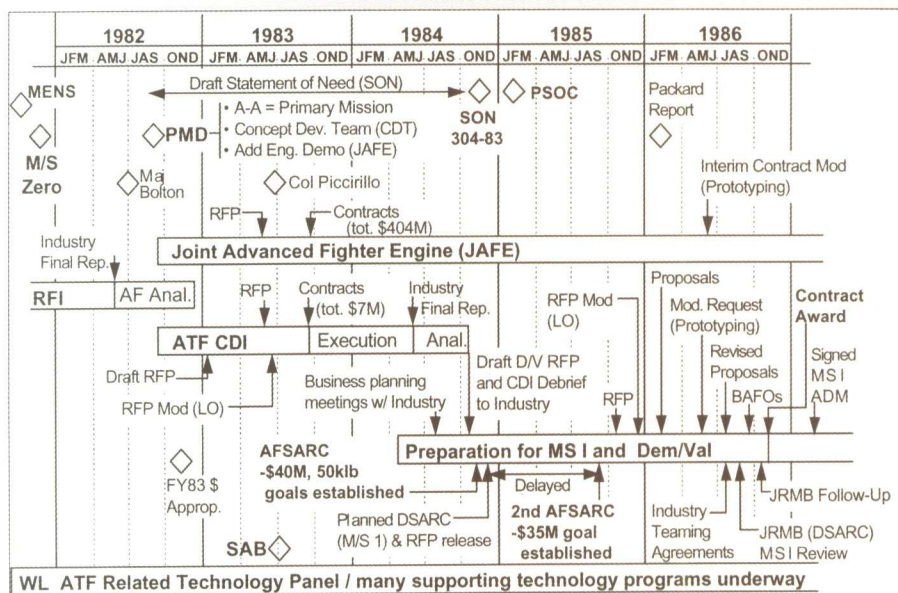 1982 1983 1984 1985 1986
JFM AMJ JAS OND JFM AMJ JAS OND JFM AMJ JAS OND JFM AMJ JAS OND JFM AMJ JAS OND
MENS
M/S
Zero
Draft Statement of Need (SON)
PMD
• A-A = Primary Mission
• Concept Dev. Team (CDT)
• Add Eng. Demo (JAFE)
SON
304-83
PSOC
Packard
Report
Maj
Bolton
Col Piccirillo
Interim Contract Mod
(Prototyping)
RFP
Contracts
(tot. $404M)
Joint Advanced Fighter Engine (JAFE)
Industry
Final Rep.
RFI
AF Anal.
RFP
Contracts
(tot. $7M)
Industry
Final Rep.
RFP Mod
(LO)
Proposals
Mod. Request
(Prototyping)
Contract
Award
ATF CDI
Execution
Anal.
Draft RFP
RFP Mod (LO)
Business planning
meetings w/ Industry
Draft D/V RFP
and CDI Debrief
to Industry
RFP
Revised
Proposals
BAFOs
Signed
MS I
ADM
Preparation for MS I and Dem/Val
FY83 $
Approp.
AFSARC
-$40M, 50klb
goals established
Planned DSARC
(M/S 1) & RFP release
Delayed
2nd AFSARC
-$35M goal
established
Industry
Teaming
Agreements
JRMB Follow-Up
JRMB (DSARC)
MS I Review
SAB
WL ATF Related Technology Panel / many supporting technology programs underway